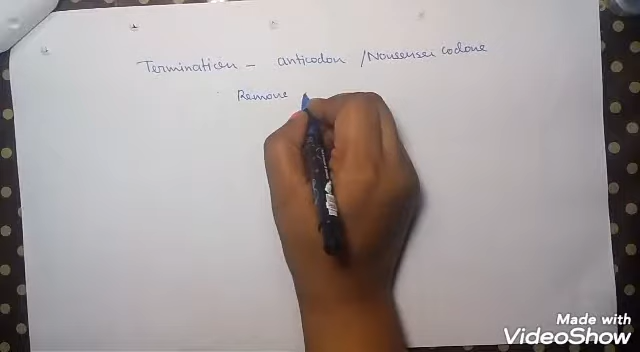 Termination - anticodon / Nonsense codone
Remove
Made with
VideoShow